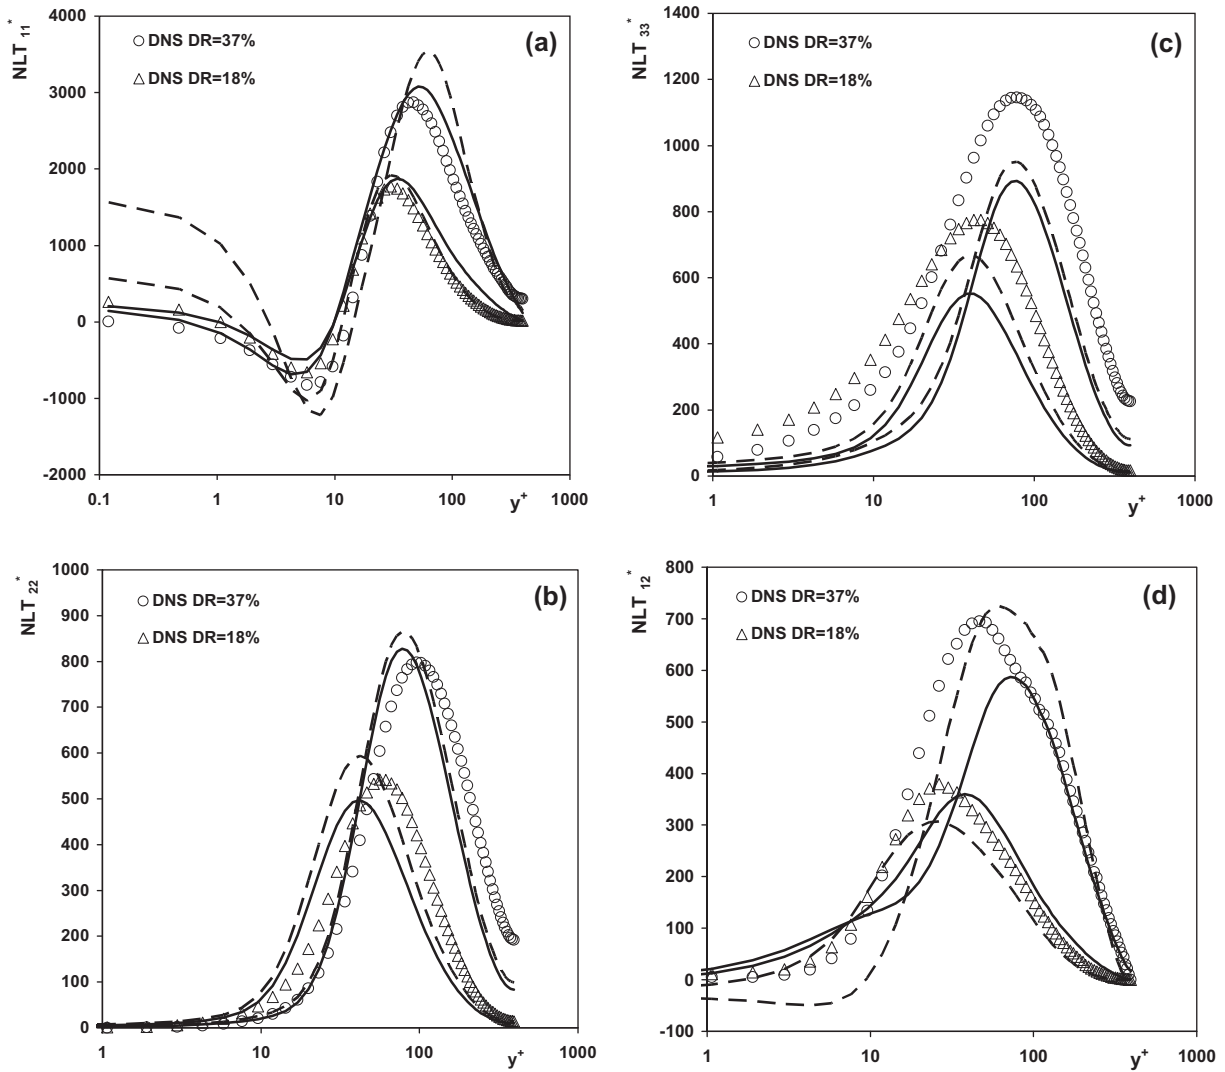 NLT 11 *
4000
3000
2000
1000
0
-1000
-2000
DNS DR=37%
DNS DR=18%
(a)
0.1 1 10 100 y+ 1000
NLT 33 *
1400
1200
1000
800
600
400
200
0
DNS DR=37%
DNS DR=18%
(c)
1 10 100 y+ 1000
NLT 22 *
1000
900
800
700
600
500
400
300
200
100
0
DNS DR=37%
DNS DR=18%
(b)
1 10 100 y+ 1000
NLT 12 *
800
700
600
500
400
300
200
100
0
-100
DNS DR=37%
DNS DR=18%
(d)
1 10 100 y+ 1000